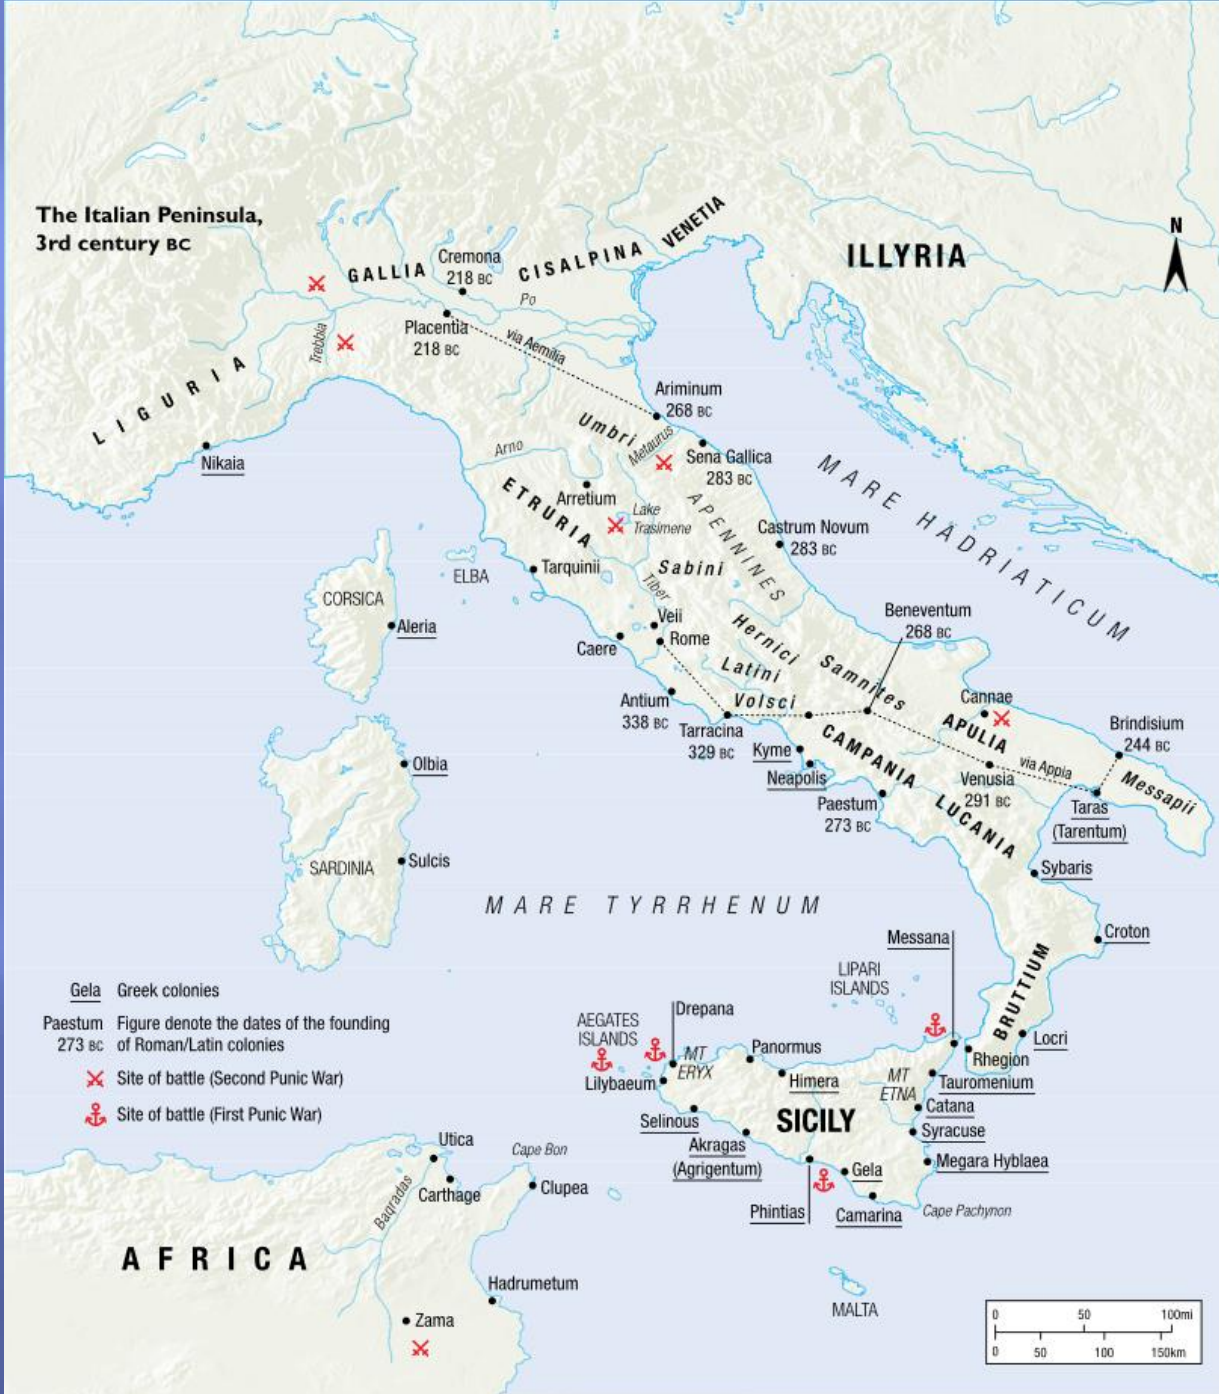 The Italian Peninsula,
3rd century BC
N
ILLYRIA
VENETIA
CISALPINA
GALLIA
Cremona
218 BC
Po
Placentia
218 BC
via Aemilia
Trebbia
LIGURIA
Nikaia
Ariminum
268 BC
Umbri
Metaurus
Sena Gallica
283 BC
Arno
Arretium
ETRURIA
Lake
Trasimene
APENNINES
MARE HADRIATICUM
Castrum Novum
283 BC
ELBA
Tarquinii
Sabini
Tiber
CORSICA
Aleria
Veii
Rome
Caere
Hernici
Latini
Samnites
Beneventum
268 BC
Volsci
Antium
338 BC
Tarracina
329 BC
Cannae
APULIA
Brindisium
244 BC
Kyme
Neapolis
CAMPANIA
Olbia
via Appia
Venusia
291 BC
Messapii
Paestum
273 BC
LUCANIA
Taras
(Tarentum)
SARDINIA
Sulcis
Sybaris
MARE TYRRHENUM
Croton
Messana
LIPARI
ISLANDS
BRUTTIUM
Locri
Rhegion
Drepana
AEGATES
ISLANDS
MT
ERYX
Panormus
Lilybaeum
Himera
MT
ETNA
Tauromenium
Catana
Selinous
SICILY
Syracuse
Akragas
(Agrigentum)
Megara Hyblaea
Gela
Phintias
Camarina
Cape Pachynon
Gela Greek colonies
Paestum Figure denote the dates of the founding
273 BC of Roman/Latin colonies
Site of battle (Second Punic War)
Site of battle (First Punic War)
Utica
Cape Bon
Carthage
Clupea
Bagradas
AFRICA
Hadrumetum
Zama
MALTA
0 50 100mi
0 50 100 150km